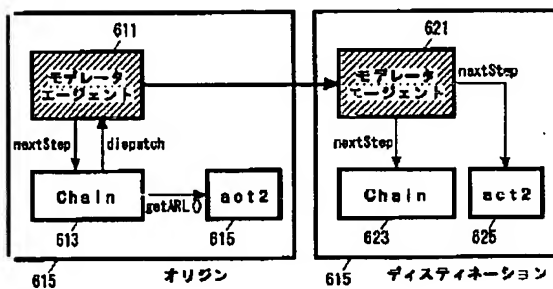 611
モデレータ
エージェント
nextStep
dispatch
Chain
getARL()
act2
613
615
615
オリジン
621
モデレータ
エージェント
nextStep
nextStep
Chain
act2
623
625
615
ディスティネーション